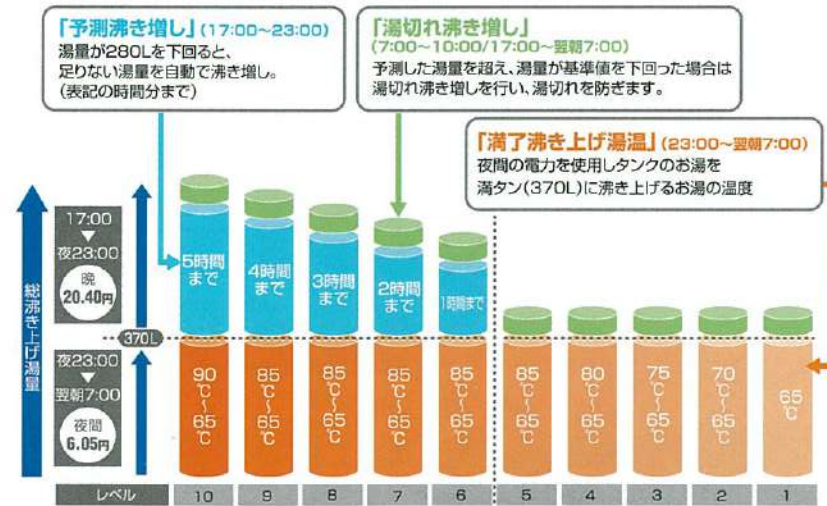 「予測沸き増し」(17:00〜23:00)
湯量が280Lを下回ると、
足りない湯量を自動で沸き増し。
(表記の時間分まで)
「湯切れ沸き増し」
(7:00〜10:00/17:00〜翌朝7:00)
予測した湯量を超え、湯量が基準値を下回った場合は
湯切れ沸き増しを行い、湯切れを防ぎます。
「満了沸き上げ湯温」(23:00〜翌朝7:00)
夜間の電力を使用しタンクのお湯を
満タン(370L)に沸き上げるお湯の温度
総沸き上げ湯量
17:00
▼
夜23:00
晩
20.40円
370L
夜23:00
▼
翌朝7:00
夜間
6.05円
5時間
まで
4時間
まで
3時間
まで
2時間
まで
1時間まで
90℃〜65℃
85℃〜65℃
85℃〜65℃
85℃〜65℃
85℃〜65℃
85℃〜65℃
80℃〜65℃
75℃〜65℃
70℃〜65℃
65℃
レベル 10 9 8 7 6 5 4 3 2 1